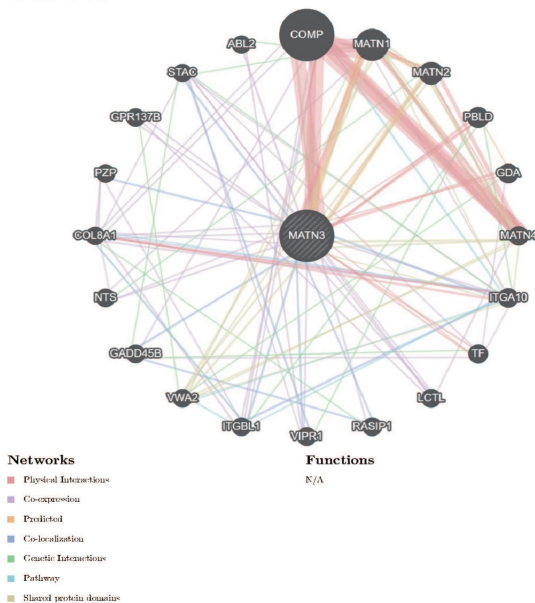 COMP
ABL2
MATN1
STAC
MATN2
GPR137B
PBLD
PZP
GDA
COL8A1
MATN3
MATN4
NTS
ITGA10
GADD45B
TF
VWA2
LCTL
ITGBL1
VIPR1
RASIP1
Networks
Physical Interactions
Co-expression
Predicted
Co-localization
Genetic Interactions
Pathway
Shared protein domains
Functions
N/A